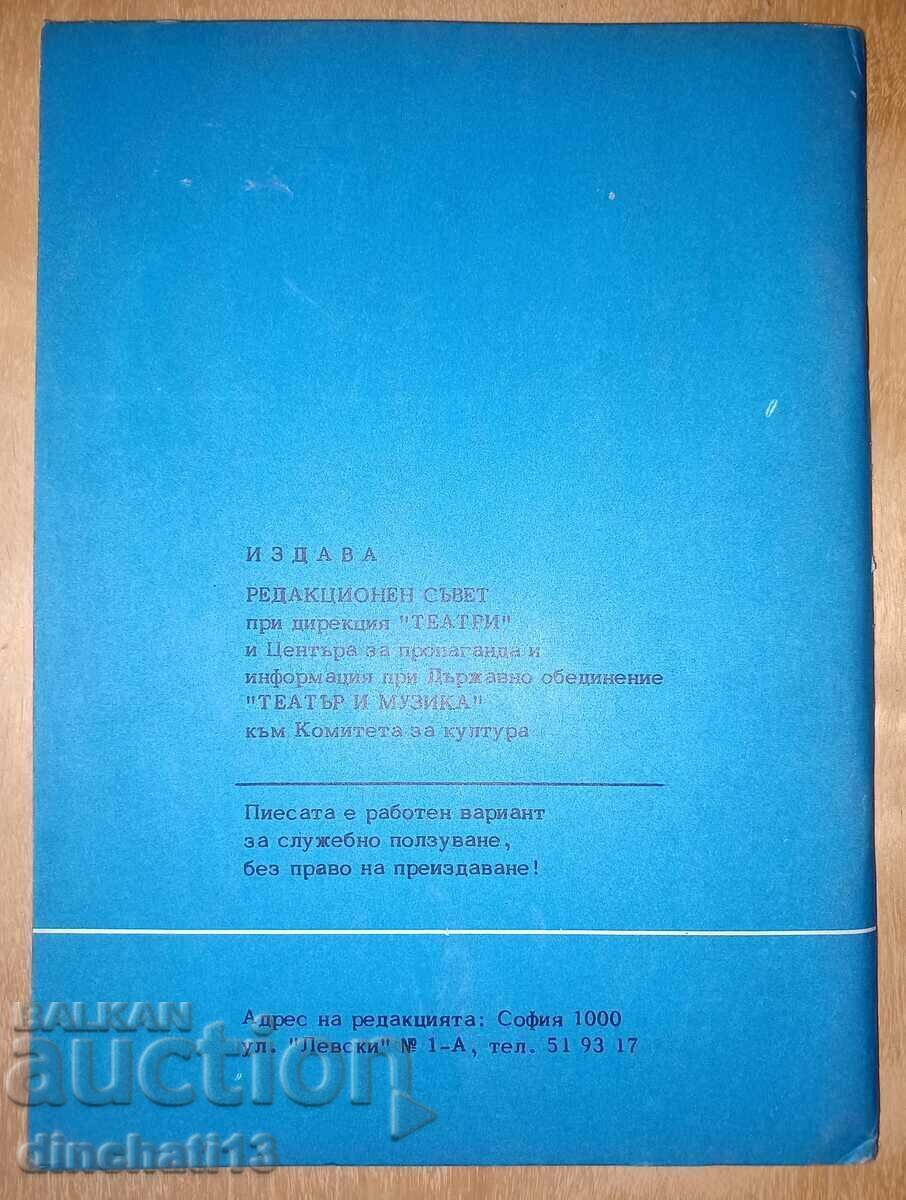 ИЗДАВА
РЕДАКЦИОНЕН СЪВЕТ
при дирекция "ТЕАТРИ"
и Центъра за пропаганда и
информация при Държавно обединение
"ТЕАТЪР И МУЗИКА"
към Комитета за култура
Пиесата е работен вариант
за служебно ползуване,
без право на преиздаване!
Адрес на редакцията: София 1000
ул. "Левски" № 1-А, тел. 51 93 17
BALKAN
auction
dinchati13